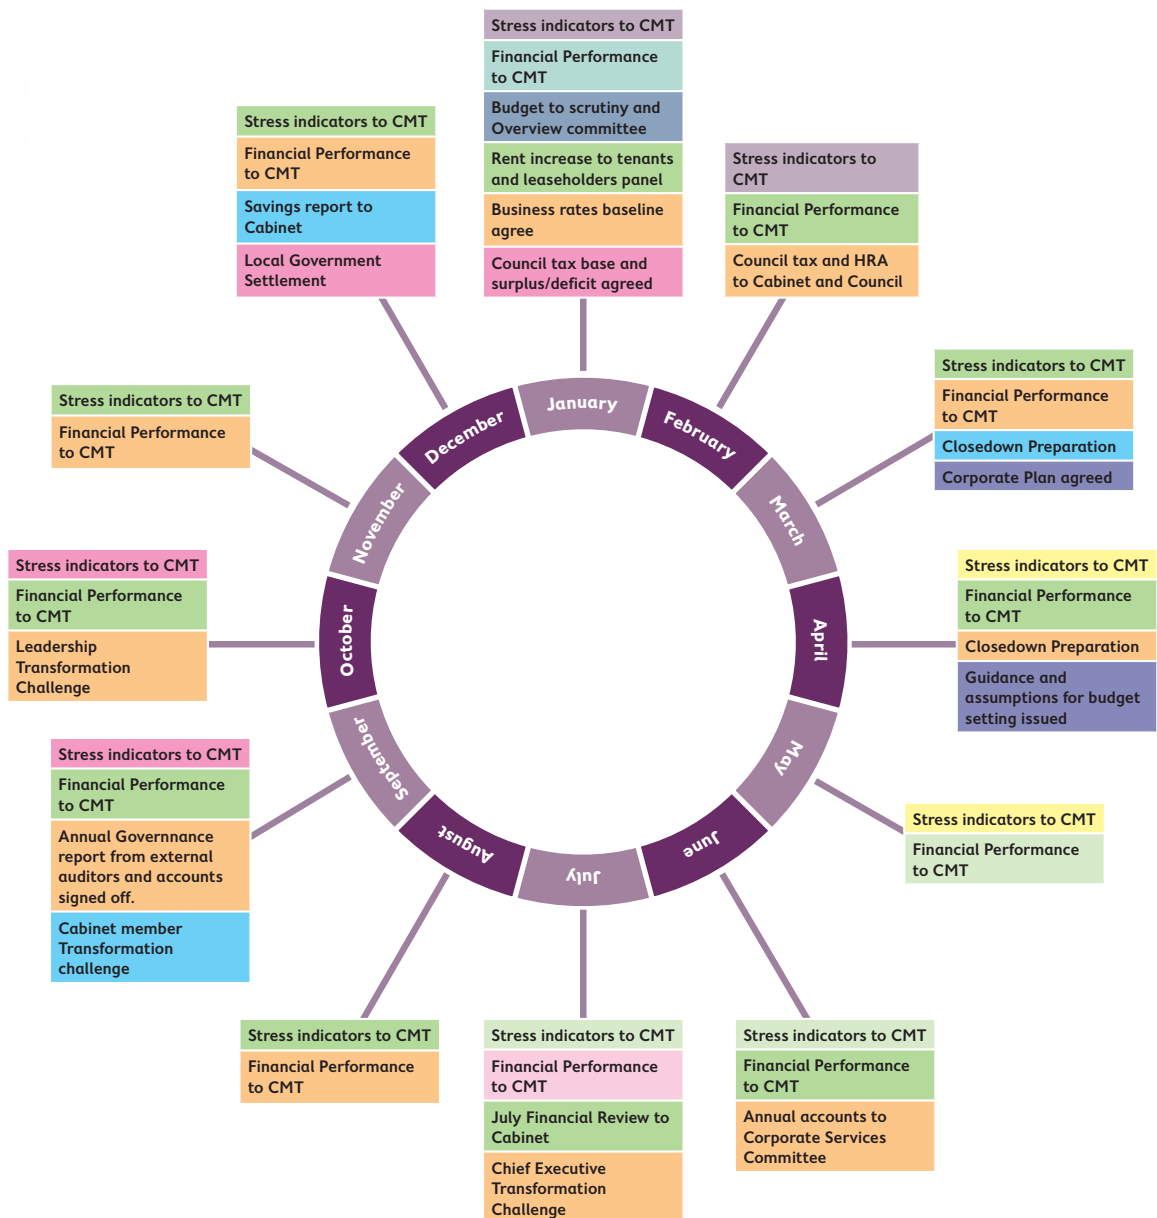 Stress indicators to CMT
Financial Performance
to CMT
Budget to scrutiny and
Overview committee
Rent increase to tenants
and leaseholders panel
Business rates baseline
agree
Council tax base and
surplus/deficit agreed
Stress indicators to
CMT
Financial Performance
to CMT
Council tax and HRA
to Cabinet and Council
Stress indicators to CMT
Financial Performance
to CMT
Closedown Preparation
Corporate Plan agreed
Stress indicators to CMT
Financial Performance
to CMT
Closedown Preparation
Guidance and
assumptions for budget
setting issued
Stress indicators to CMT
Financial Performance
to CMT
Stress indicators to CMT
Financial Performance
to CMT
Annual accounts to
Corporate Services
Committee
Stress indicators to CMT
Financial Performance
to CMT
July Financial Review to
Cabinet
Chief Executive
Transformation
Challenge
Stress indicators to CMT
Financial Performance
to CMT
Stress indicators to CMT
Financial Performance
to CMT
Annual Governnance
report from external
auditors and accounts
signed off.
Cabinet member
Transformation
challenge
Stress indicators to CMT
Financial Performance
to CMT
Leadership
Transformation
Challenge
Stress indicators to CMT
Financial Performance
to CMT
Stress indicators to CMT
Financial Performance
to CMT
Savings report to
Cabinet
Local Government
Settlement
January
February
March
April
May
June
July
August
September
October
November
December